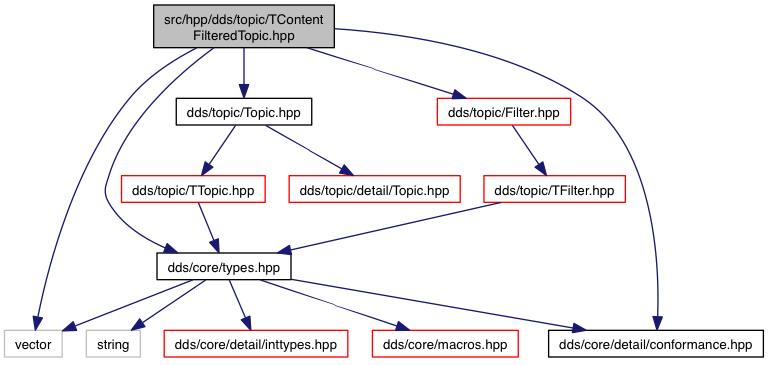 src/hpp/dds/topic/TContent
FilteredTopic.hpp
dds/topic/Topic.hpp
dds/topic/Filter.hpp
dds/topic/TTopic.hpp
dds/topic/detail/Topic.hpp
dds/topic/TFilter.hpp
dds/core/types.hpp
vector
string
dds/core/detail/inttypes.hpp
dds/core/macros.hpp
dds/core/detail/conformance.hpp